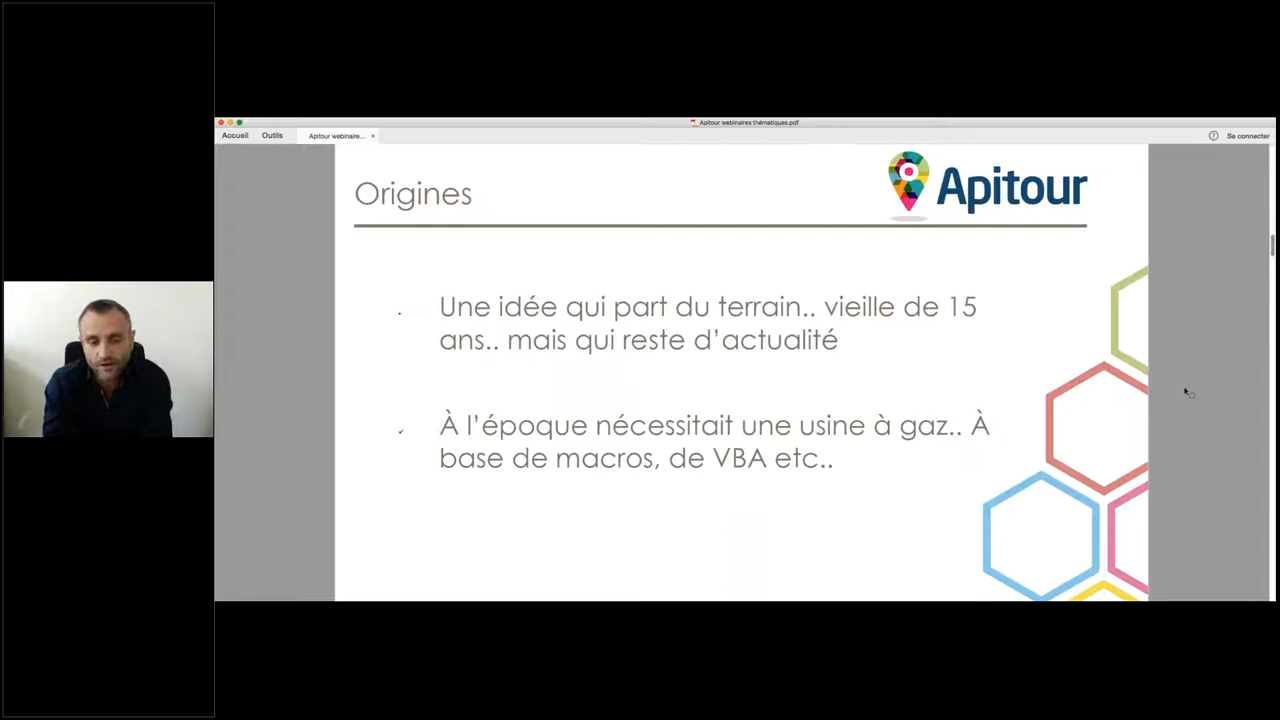 Apitour webinaires thématiques.pdf
Accueil Outils Apitour webinaire... × ? Se connecter
Origines
Apitour
Une idée qui part du terrain.. vieille de 15
ans.. mais qui reste d’actualité
À l’époque nécessitait une usine à gaz.. À
base de macros, de VBA etc..